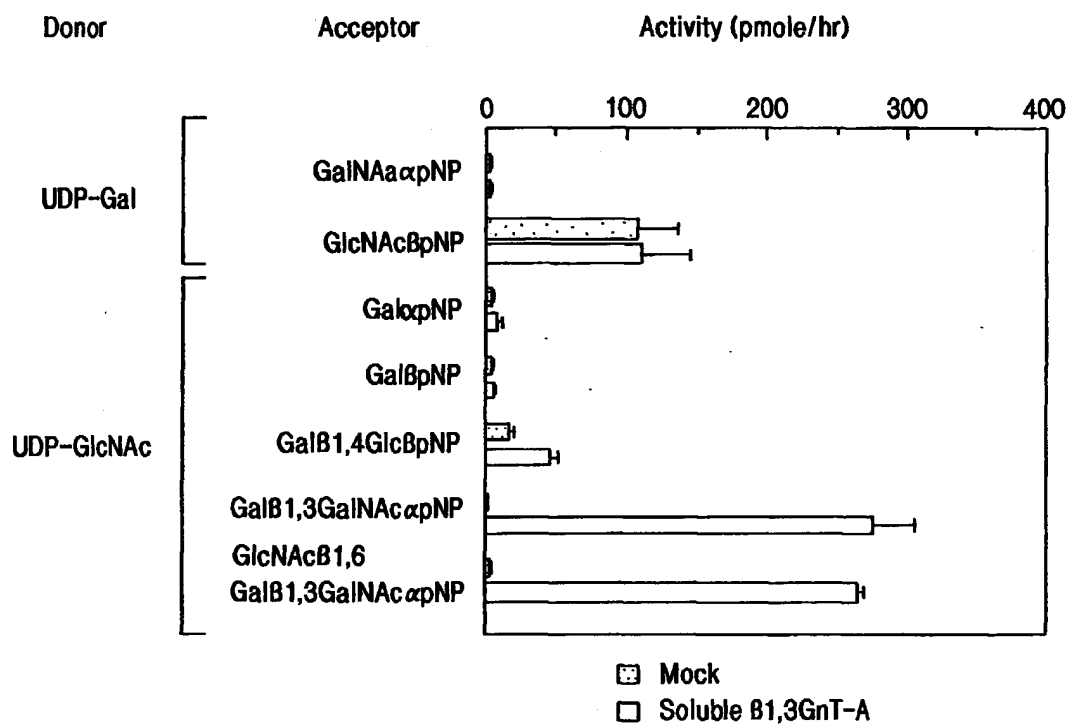 Donor Acceptor Activity (pmole/hr)
0 100 200 300 400
UDP-Gal
GalNAaαpNP
GlcNAcβpNP
UDP-GlcNAc
GalαpNP
GalβpNP
Galβ1,4GlcβpNP
Galβ1,3GalNAcαpNP
GlcNAcβ1,6
Galβ1,3GalNAcαpNP
Mock
Soluble β1,3GnT-A